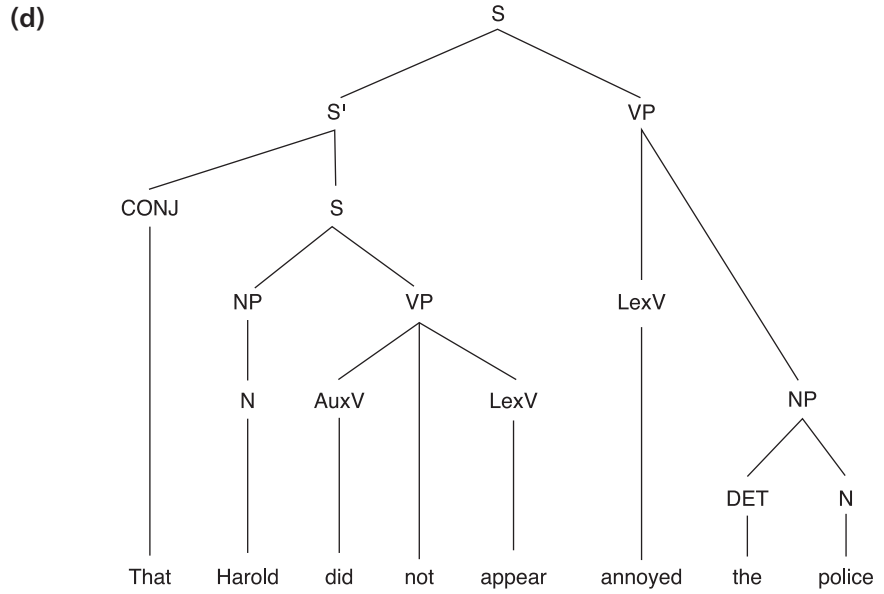 (d)
S
S' VP
CONJ S
NP VP LexV
N AuxV LexV NP
DET N
That Harold did not appear annoyed the police